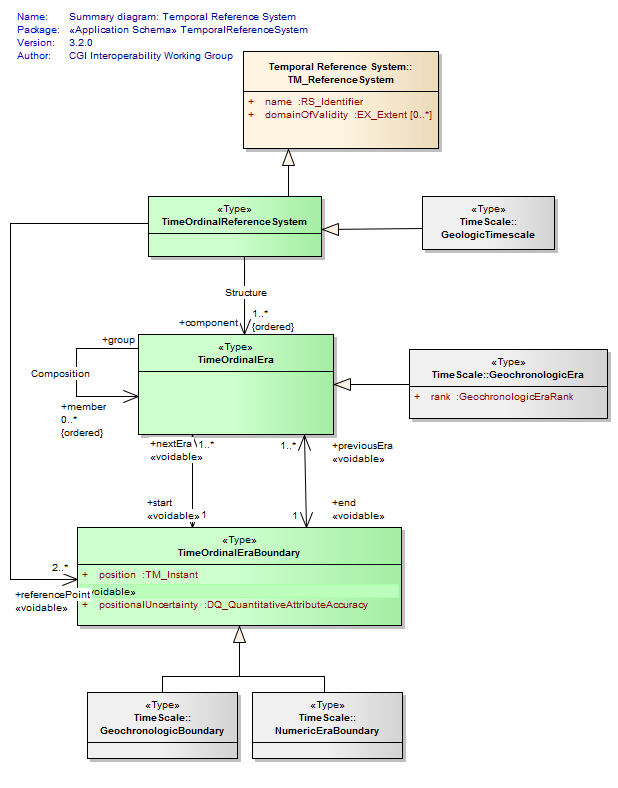 Name: Summary diagram: Temporal Reference System
Package: «Application Schema» TemporalReferenceSystem
Version: 3.2.0
Author: CGI Interoperability Working Group
Temporal Reference System::
TM_ReferenceSystem
+ name :RS_Identifier
+ domainOfValidity :EX_Extent [0..*]
«Type»
TimeOrdinalReferenceSystem
«Type»
TimeScale::
GeologicTimescale
Structure
1..*
+component
{ordered}
+group
«Type»
TimeOrdinalEra
Composition
+member
0..*
{ordered}
«Type»
TimeScale::GeochronologicEra
+ rank :GeochronologicEraRank
+nextEra 1..*
«voidable»
1..* +previousEra
«voidable»
+start
«voidable» 1
+end
1 «voidable»
«Type»
TimeOrdinalEraBoundary
2..*
+ position :TM_Instant
+referencePoint
«voidable»
voidable»
+ positionalUncertainty :DQ_QuantitativeAttributeAccuracy
«Type»
TimeScale::
GeochronologicBoundary
«Type»
TimeScale::
NumericEraBoundary